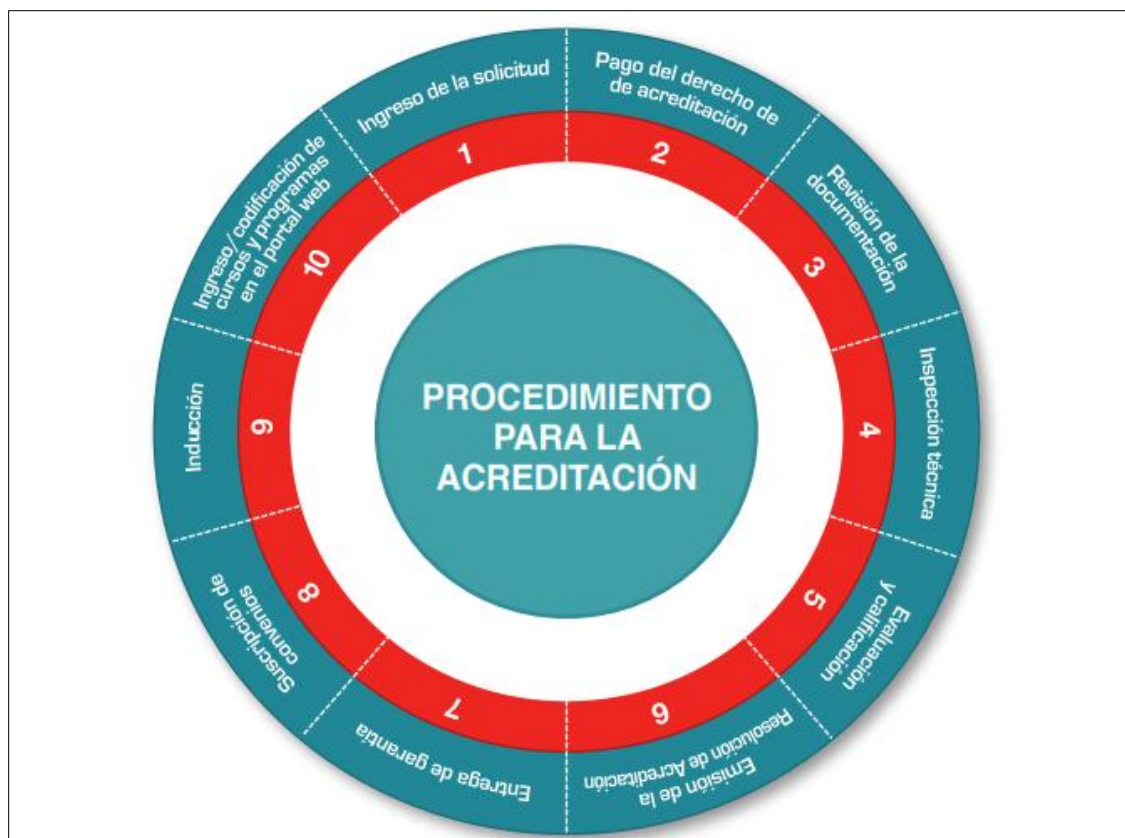 PROCEDIMIENTO
PARA LA
ACREDITACIÓN
1
Ingreso de la solicitud
2
Pago del derecho de
de acreditación
3
Revisión de la
documentación
4
Inspección técnica
5
Evaluación
y calificación
6
Emisión de la
Resolución de Acreditación
7
Entrega de garantía
8
Suscripción de
convenios
9
Inducción
10
Ingreso/codificación de
cursos y programas
en el portal web